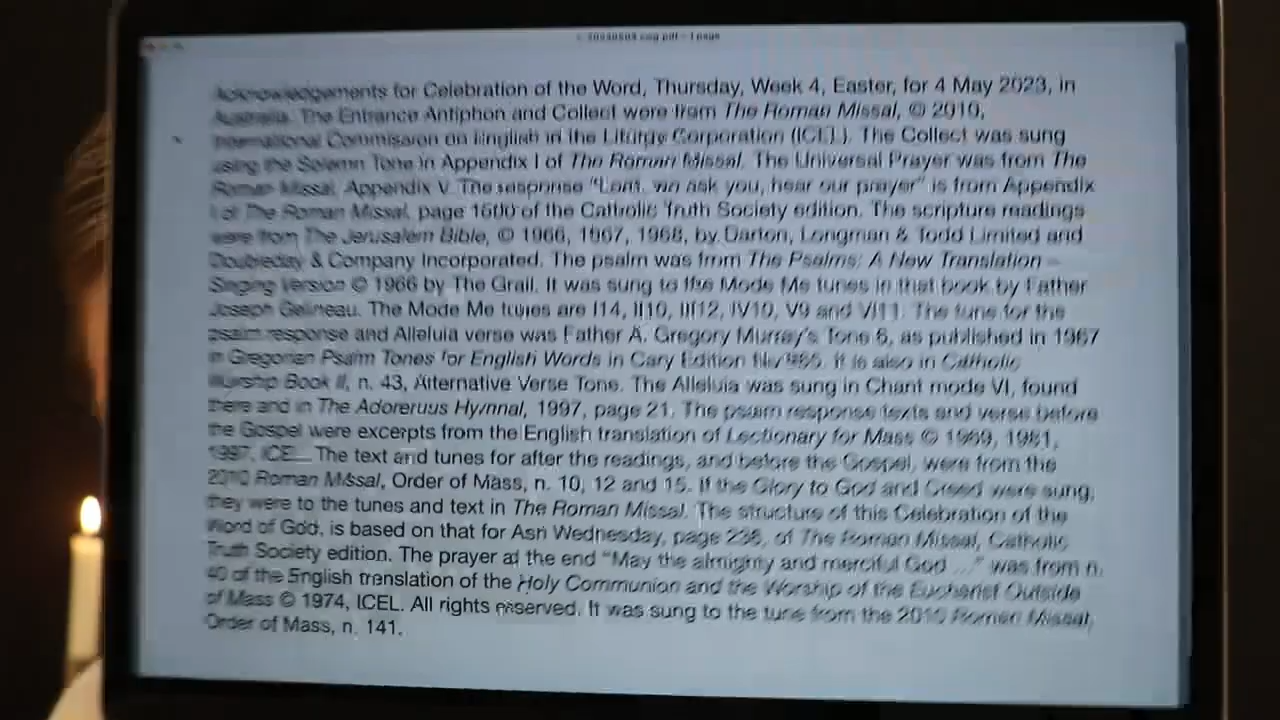 Acknowledgements for Celebration of the Word, Thursday, Week 4, Easter, for 4 May 2023, in
Australia. The Entrance Antiphon and Collect were from The Roman Missal, © 2010,
International Commission on English in the Liturgy Corporation (ICEL). The Collect was sung
using the Solemn Tone in Appendix I of The Roman Missal. The Universal Prayer was from The
Roman Missal, Appendix V. The response "Lord, we ask you, hear our prayer" is from Appendix
I of The Roman Missal, page of the Catholic Truth Society edition. The scripture readings
were from The Jerusalem Bible, © 1966, 1967, 1968, by Darton, Longman & Todd Limited and
Doubleday & Company Incorporated. The psalm was from The Psalms: A New Translation –
Singing Version © 1966 by The Grail. It was sung to the Mode Me tunes in that book by Father
Joseph Gelineau. The Mode Me tunes are I14, II10, III12, IV10, V9 and VI11. The tune for the
psalm response and Alleluia verse was Father A. Gregory Murray's Tone 6, as published in 1967
in Gregorian Psalm Tones for English Words in Cary Edition It is also in Catholic
Worship Book II, n. 43, Alternative Verse Tone. The Alleluia was sung in Chant mode VI, found
there and in The Hymnal, 1997, page 21. The psalm response texts and verse before
the Gospel were excerpts from the English translation of Lectionary for Mass © 1969, 1981,
1997, ICEL. The text and tunes for after the readings, and before the Gospel, were from the
2010 Roman Missal, Order of Mass, n. 10, 12 and 15. If the Glory to God and Creed were sung,
they were to the tunes and text in The Roman Missal. The structure of this Celebration of the
Word of God, is based on that for Ash Wednesday, page of The Roman Missal, Catholic
Truth Society edition. The prayer at the end "May the almighty and merciful God ..." was from n.
40 of the English translation of the Holy Communion and the Worship of the Eucharist Outside
of Mass © 1974, ICEL. All rights reserved. It was sung to the tune from the 2010 Roman Missal,
Order of Mass, n. 141.